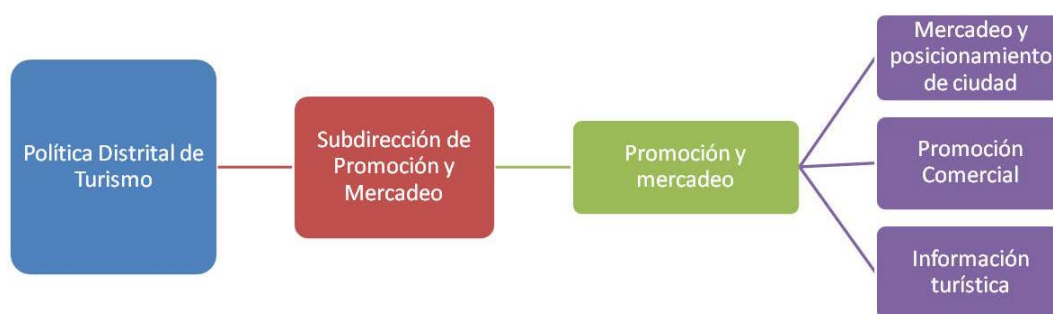 Política Distrital de
Turismo
Subdirección de
Promoción y
Mercadeo
Promoción y
mercadeo
Mercadeo y
posicionamiento
de ciudad
Promoción
Comercial
Información
turística